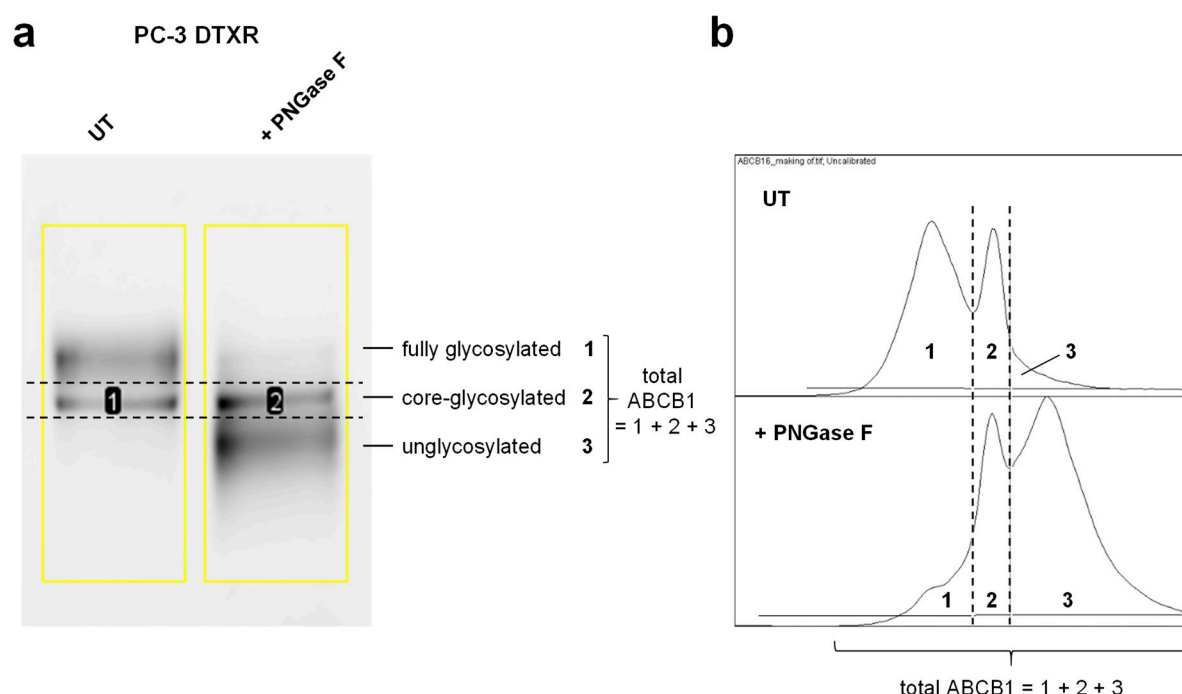 a
PC-3 DTXR
UT
+ PNGase F
1
2
fully glycosylated 1
core-glycosylated 2
unglycosylated 3
total
ABCB1
= 1 + 2 + 3
b
ABCB16_making of.tif; Uncalibrated
UT
1
2
3
+ PNGase F
1
2
3
total ABCB1 = 1 + 2 + 3